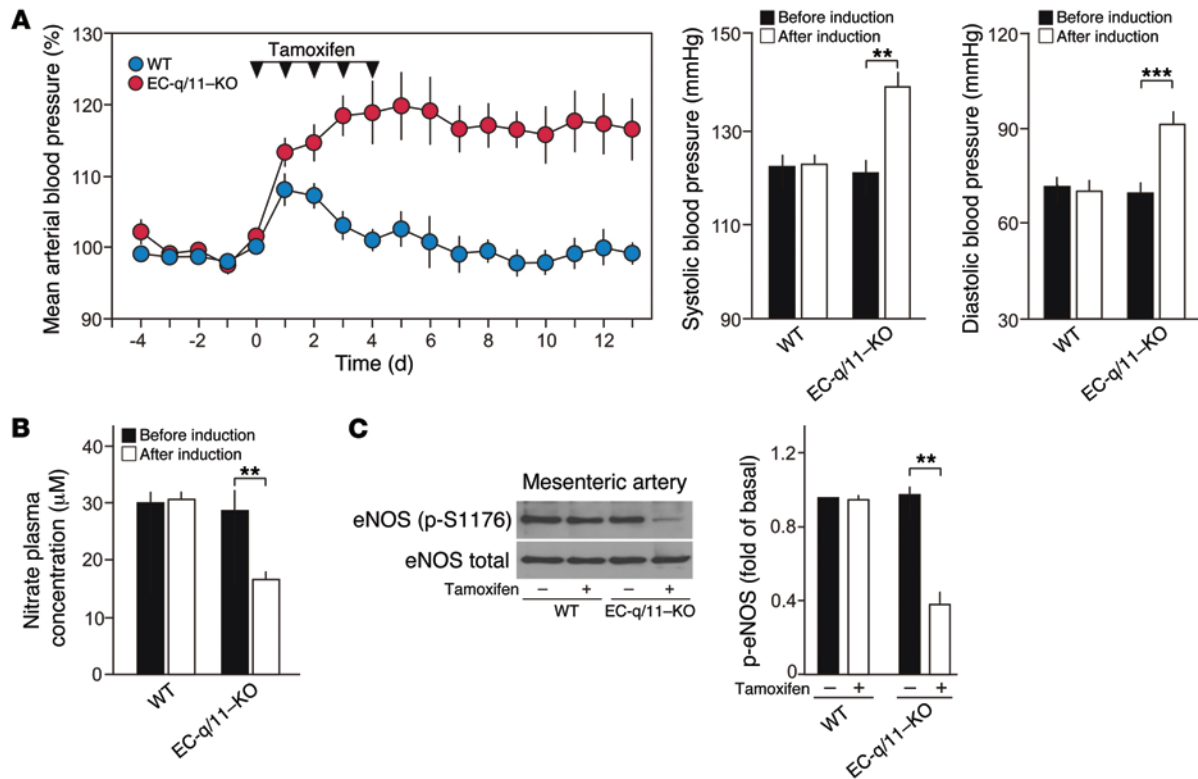 A
Mean arterial blood pressure (%)
130
120
110
100
90
Tamoxifen
WT
EC-q/11–KO
-4
-2
0
2
4
6
8
10
12
Time (d)
Systolic blood pressure (mmHg)
Before induction
After induction
150
130
110
90
**
WT
EC-q/11–KO
Diastolic blood pressure (mmHg)
Before induction
After induction
120
90
60
30
***
WT
EC-q/11–KO
B
Nitrate plasma
concentration (µM)
Before induction
After induction
40
30
20
10
0
**
WT
EC-q/11–KO
C
Mesenteric artery
eNOS (p-S1176)
eNOS total
Tamoxifen – + – +
WT EC-q/11–KO
p-eNOS (fold of basal)
1.2
0.8
0.4
0
**
Tamoxifen – + – +
WT
EC-q/11–KO